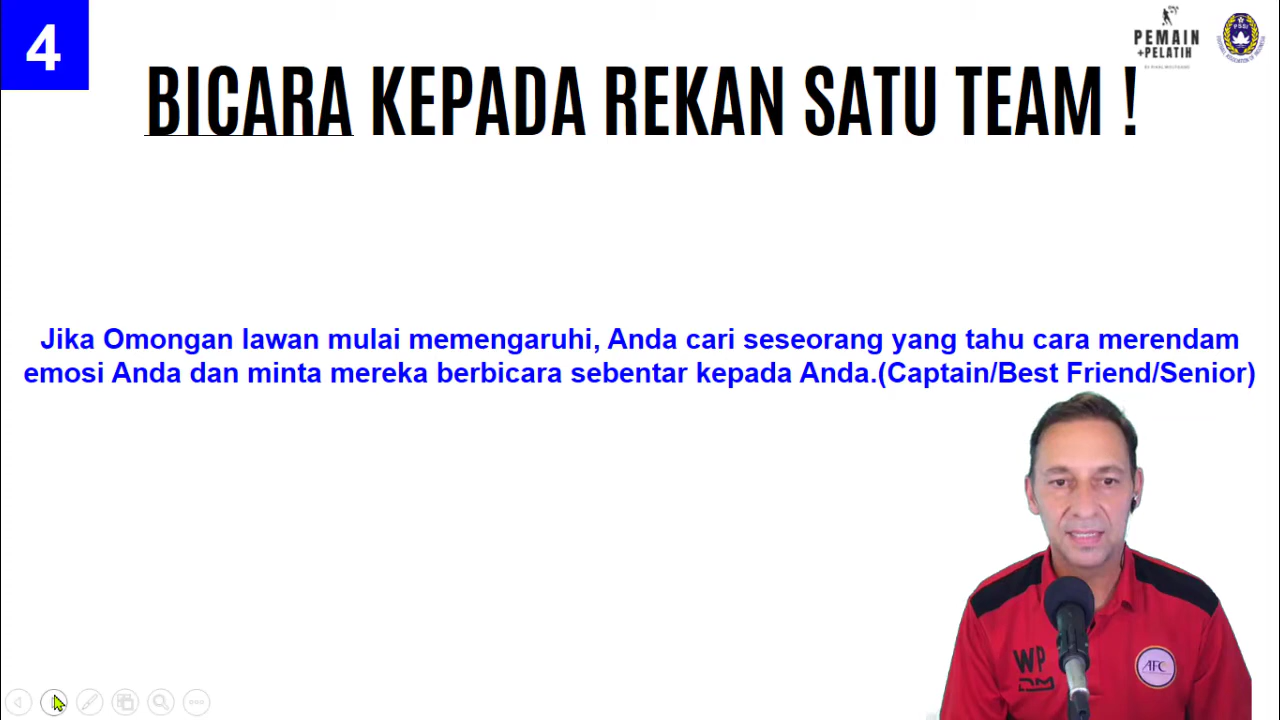 4
PEMAIN
+PELATIH
PSSI
BICARA KEPADA REKAN SATU TEAM !
Jika Omongan lawan mulai memengaruhi, Anda cari seseorang yang tahu cara merendam
emosi Anda dan minta mereka berbicara sebentar kepada Anda.(Captain/Best Friend/Senior)
WP
AFC